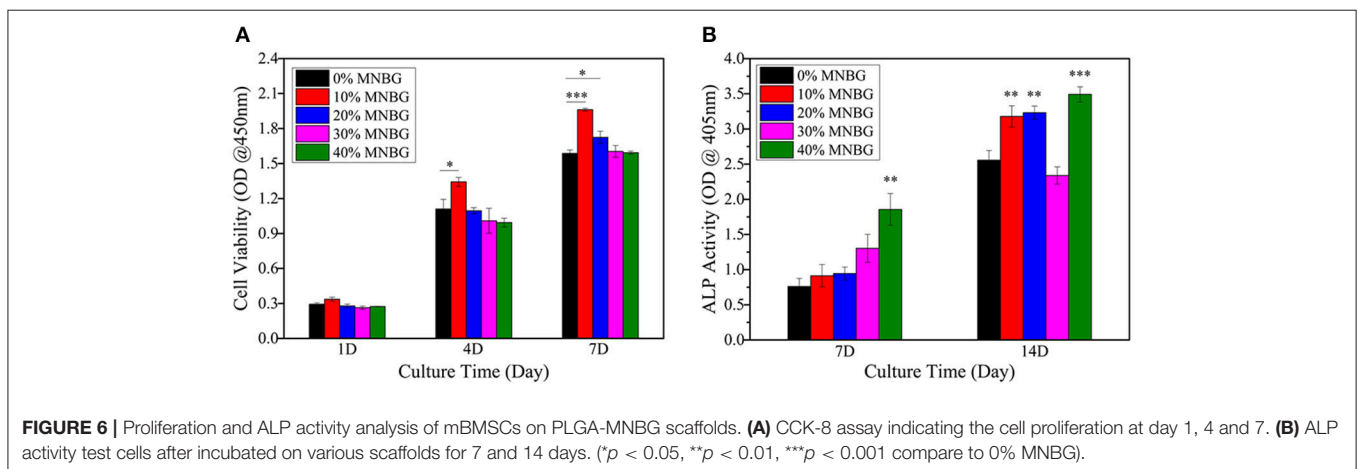 A
Cell Viability (OD @450nm)
2.4
2.1
1.8
1.5
1.2
0.9
0.6
0.3
0.0
0% MNBG
10% MNBG
20% MNBG
30% MNBG
40% MNBG
*
*
***
1D
4D
7D
Culture Time (Day)
B
ALP Activity (OD @ 405nm)
4.0
3.5
3.0
2.5
2.0
1.5
1.0
0.5
0.0
0% MNBG
10% MNBG
20% MNBG
30% MNBG
40% MNBG
**
**
**
***
7D
14D
Culture Time (Day)
FIGURE 6 | Proliferation and ALP activity analysis of mBMSCs on PLGA-MNBG scaffolds. (A) CCK-8 assay indicating the cell proliferation at day 1, 4 and 7. (B) ALP
activity test cells after incubated on various scaffolds for 7 and 14 days. (*p < 0.05, **p < 0.01, ***p < 0.001 compare to 0% MNBG).